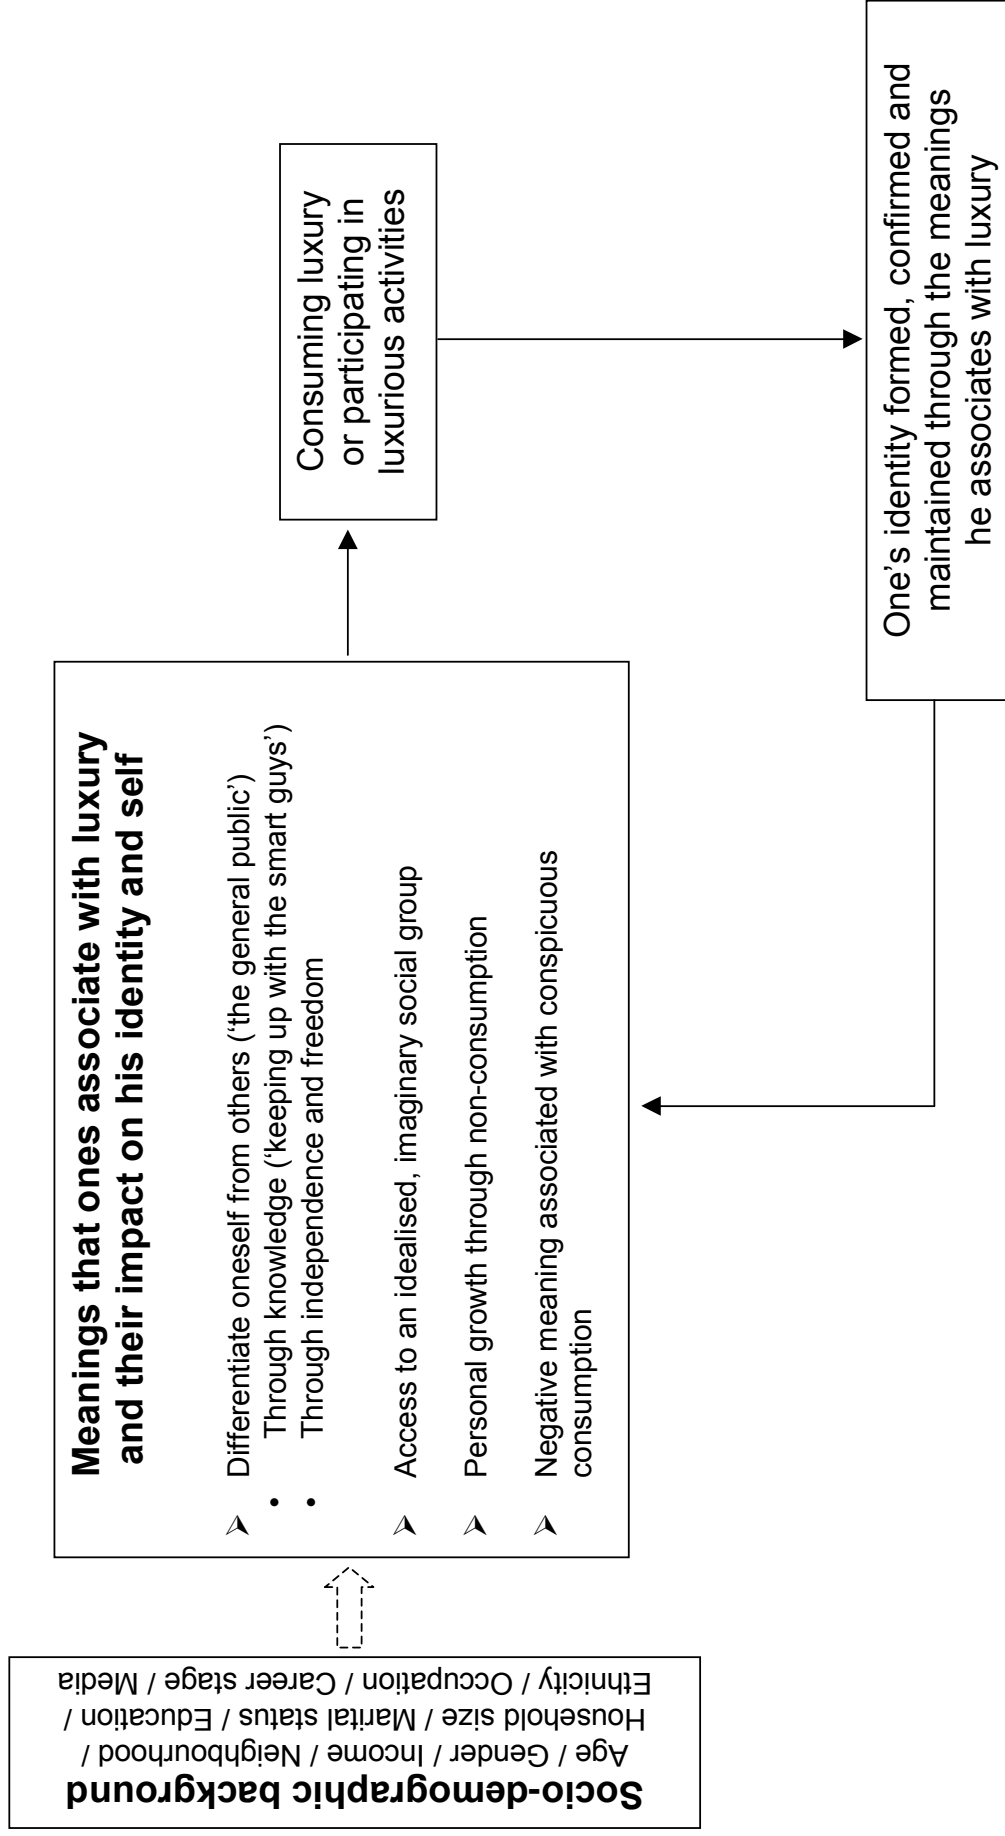 Socio-demographic background
Age / Gender / Income / Neighbourhood /
Household size / Marital status / Education /
Ethnicity / Occupation / Career stage / Media
Meanings that ones associate with luxury
and their impact on his identity and self
➢ Differentiate oneself from others (‘the general public’)
• Through knowledge (‘keeping up with the smart guys’)
• Through independence and freedom
➢ Access to an idealised, imaginary social group
➢ Personal growth through non-consumption
➢ Negative meaning associated with conspicuous
consumption
Consuming luxury
or participating in
luxurious activities
One’s identity formed, confirmed and
maintained through the meanings
he associates with luxury